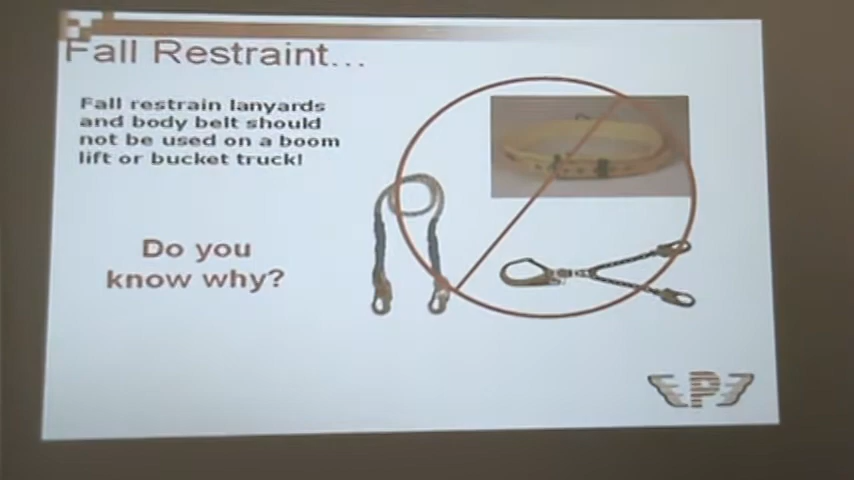 Fall Restraint...
Fall restrain lanyards
and body belt should
not be used on a boom
lift or bucket truck!
Do you
know why?
P